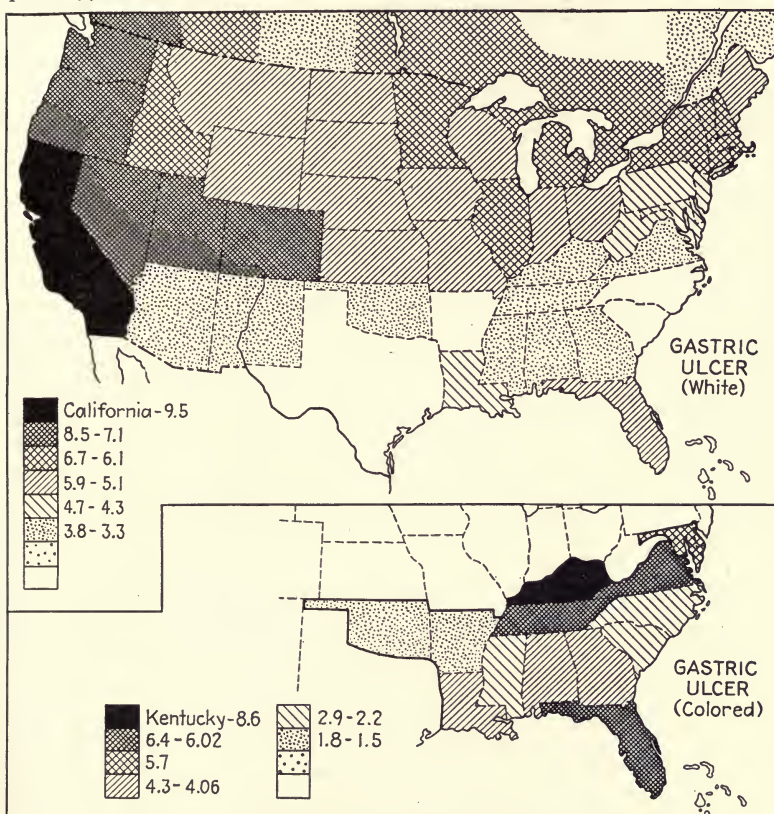 GASTRIC
ULCER
(White)
California-9.5
8.5-7.1
6.7-6.1
5.9-5.1
4.7-4.3
3.8-3.3
GASTRIC
ULCER
(Colored)
Kentucky-8.6
6.4-6.02
5.7
4.3-4.06
2.9-2.2
1.8-1.5